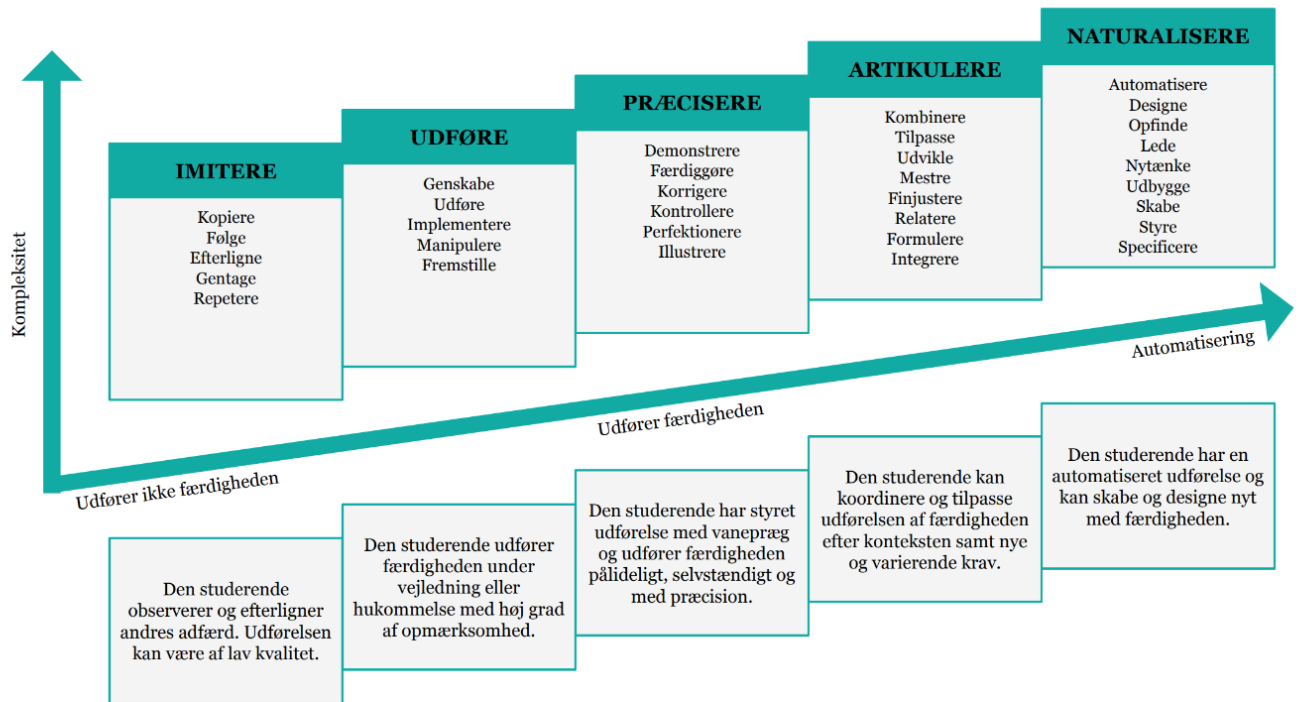 Kompleksitet
IMITERE
Kopiere
Følge
Efterligne
Gentage
Repetere
UDFØRE
Genskabe
Udføre
Implementere
Manipulere
Fremstille
PRÆCISERE
Demonstrere
Færdiggøre
Korrigere
Kontrollere
Perfektionere
Illustrere
ARTIKULERE
Kombinere
Tilpasse
Udvikle
Mestre
Finjustere
Relatere
Formulere
Integrere
NATURALISERE
Automatisere
Designe
Opfinde
Lede
Nytænke
Udbygge
Skabe
Styre
Specificere
Udfører ikke færdigheden
Udfører færdigheden
Automatisering
Den studerende
observerer og efterligner
andres adfærd. Udførelsen
kan være af lav kvalitet.
Den studerende udfører
færdigheden under
vejledning eller
hukommelse med høj grad
af opmærksomhed.
Den studerende har styret
udførelse med vanepræg
og udfører færdigheden
pålideligt, selvstændigt og
med præcision.
Den studerende kan
koordinere og tilpasse
udførelsen af færdigheden
efter konteksten samt nye
og varierende krav.
Den studerende har en
automatiseret udførelse og
kan skabe og designe nyt
med færdigheden.